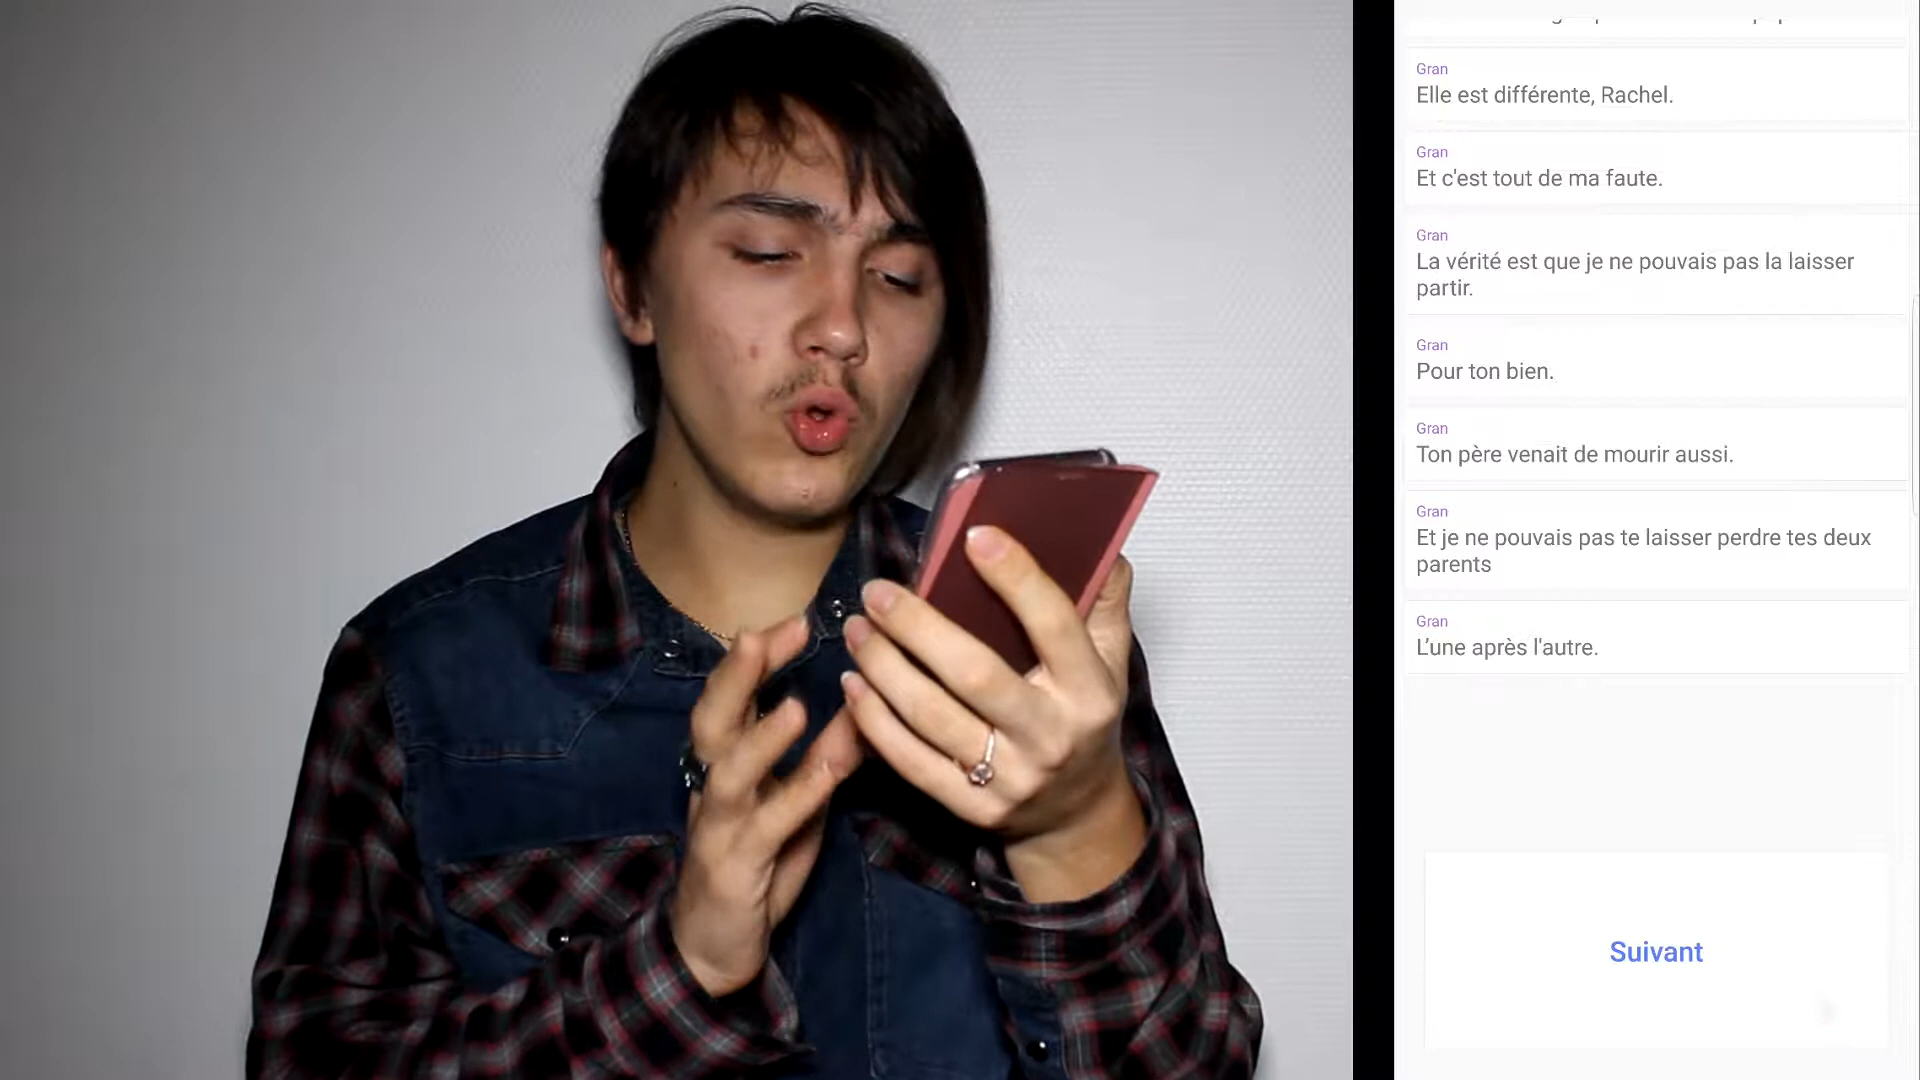 Gran
Elle est différente, Rachel.
Gran
Et c'est tout de ma faute.
Gran
La vérité est que je ne pouvais pas la laisser
partir.
Gran
Pour ton bien.
Gran
Ton père venait de mourir aussi.
Gran
Et je ne pouvais pas te laisser perdre tes deux
parents
Gran
L’une après l'autre.
Suivant